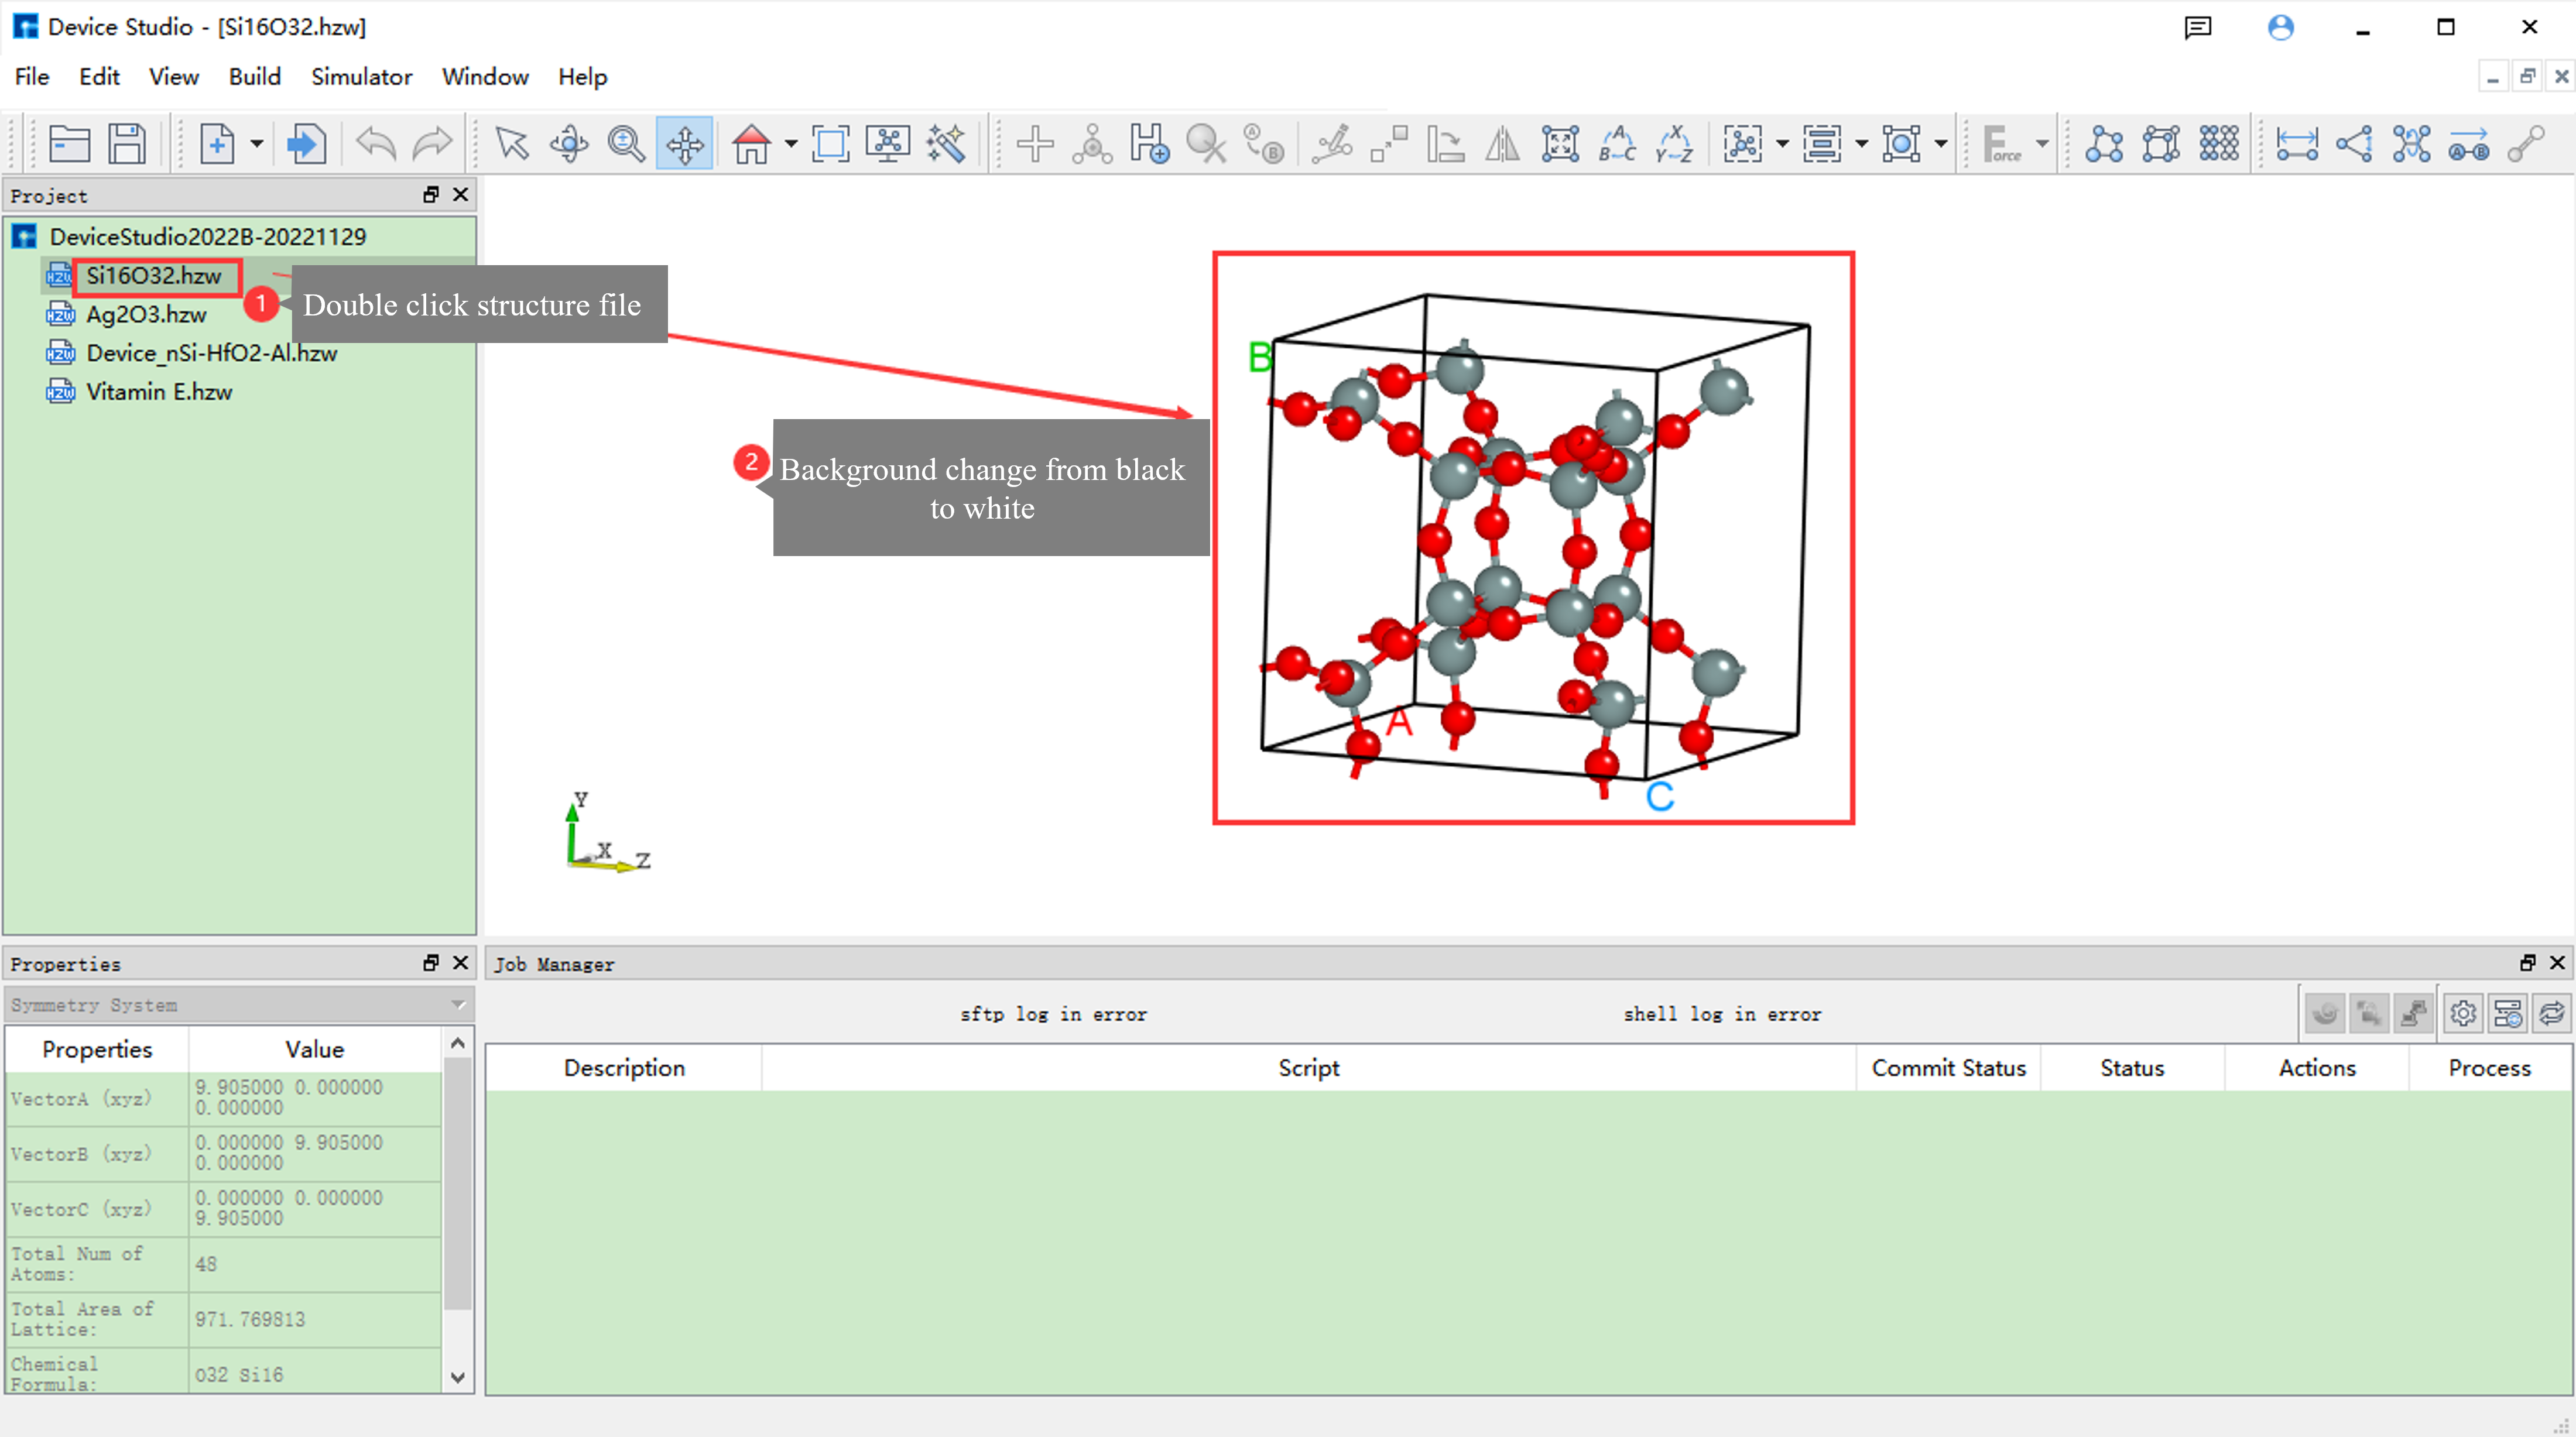 Device Studio - [Si16O32.hzw]
File Edit View Build Simulator Window Help
Force
Project
DeviceStudio2022B-20221129
Si16O32.hzw
Ag2O3.hzw
Device_nSi-HfO2-Al.hzw
Vitamin E.hzw
1 Double click structure file
2 Background change from black
to white
B
A
C
Y
X
Z
Properties
Symmetry System
Properties Value
VectorA (xyz) 9.905000 0.000000
0.000000
VectorB (xyz) 0.000000 9.905000
0.000000
VectorC (xyz) 0.000000 0.000000
9.905000
Total Num of
Atoms: 48
Total Area of
Lattice: 971.769813
Chemical
Formula: O32 Si16
Job Manager
sftp log in error shell log in error
Description Script Commit Status Status Actions Process